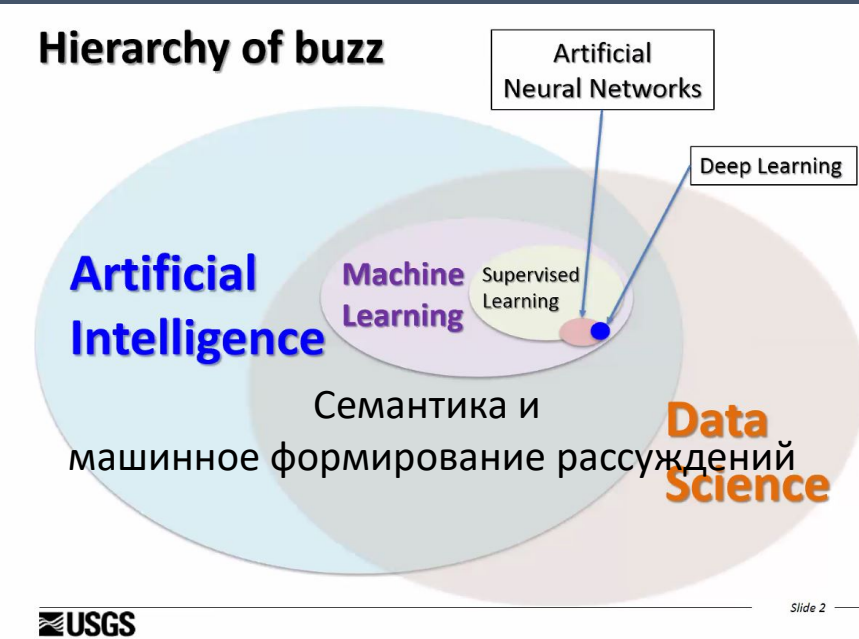 Hierarchy of buzz
Artificial
Neural Networks
Deep Learning
Artificial
Intelligence
Machine
Learning
Supervised
Learning
Семантика и
машинное формирование рассуждений
Data
Science
USGS
Slide 2